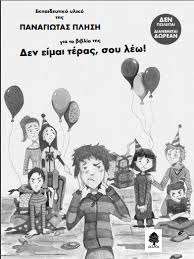 Εκπαιδευτικό υλικό
της
ΠΑΝΑΓΙΩΤΑΣ ΠΛΗΣΗ
για το βιβλίο της
Δεν είμαι τέρας, σου λέω!
ΔΕΝ
ΠΩΛΕΙΤΑΙ
ΔΙΑΝΕΜΕΤΑΙ
ΔΩΡΕΑΝ